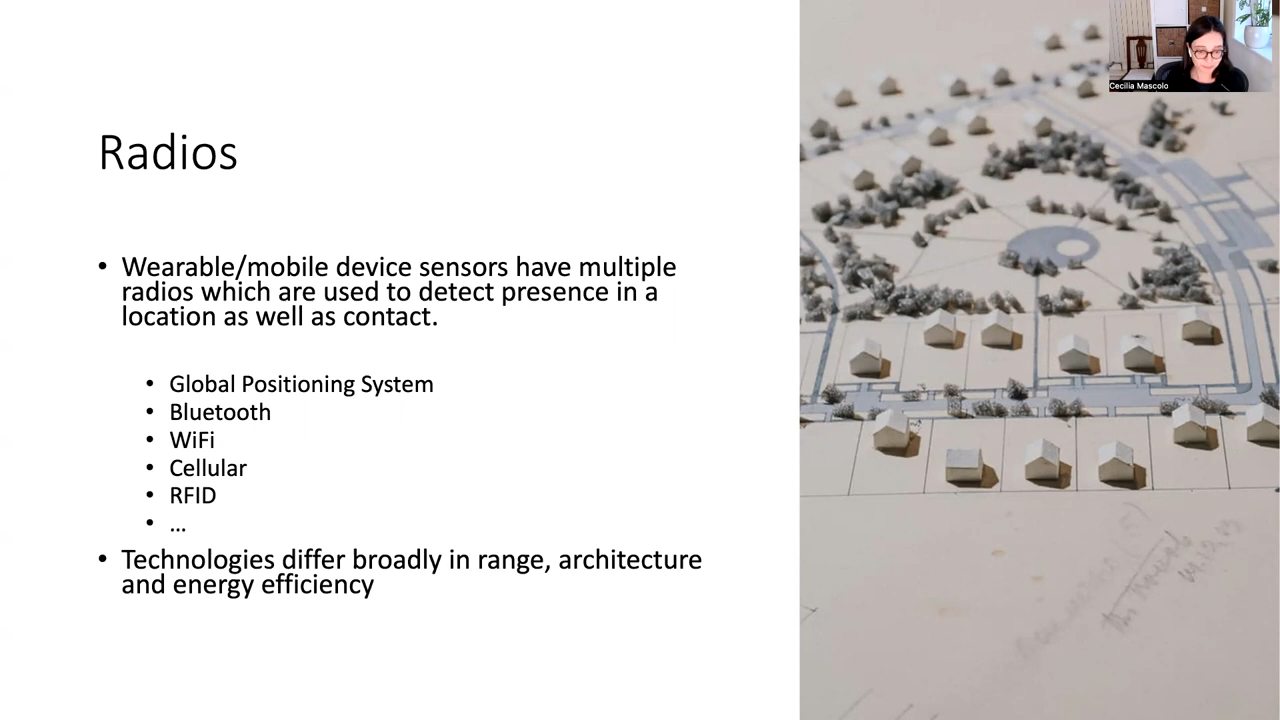 Cecilia Mascolo
Radios
• Wearable/mobile device sensors have multiple
radios which are used to detect presence in a
location as well as contact.
• Global Positioning System
• Bluetooth
• WiFi
• Cellular
• RFID
• ...
• Technologies differ broadly in range, architecture
and energy efficiency